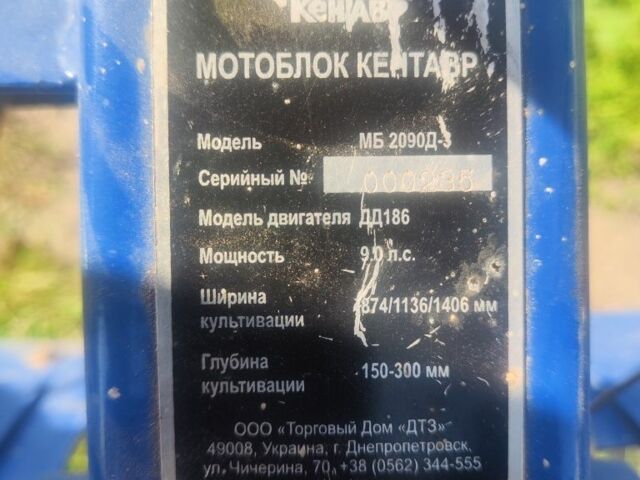 Кентавр
МОТОБЛОК КЕНТАВР
Модель МБ 2090Д-3
Серийный № 000935
Модель двигателя ДД186
Мощность 9.0 л.с.
Ширина культивации 874/1136/1406 мм
Глубина культивации 150-300 мм
ООО «Торговый Дом «ДТЗ»
49008, Украина, г. Днепропетровск,
ул. Чичерина, 70, +38 (0562) 344-555